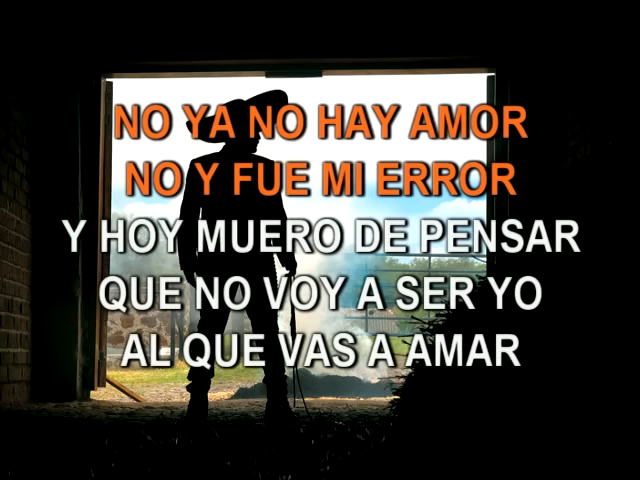 NO YA NO HAY AMOR
NO Y FUE MI ERROR
Y HOY MUERO DE PENSAR
QUE NO VOY A SER YO
AL QUE VAS A AMAR